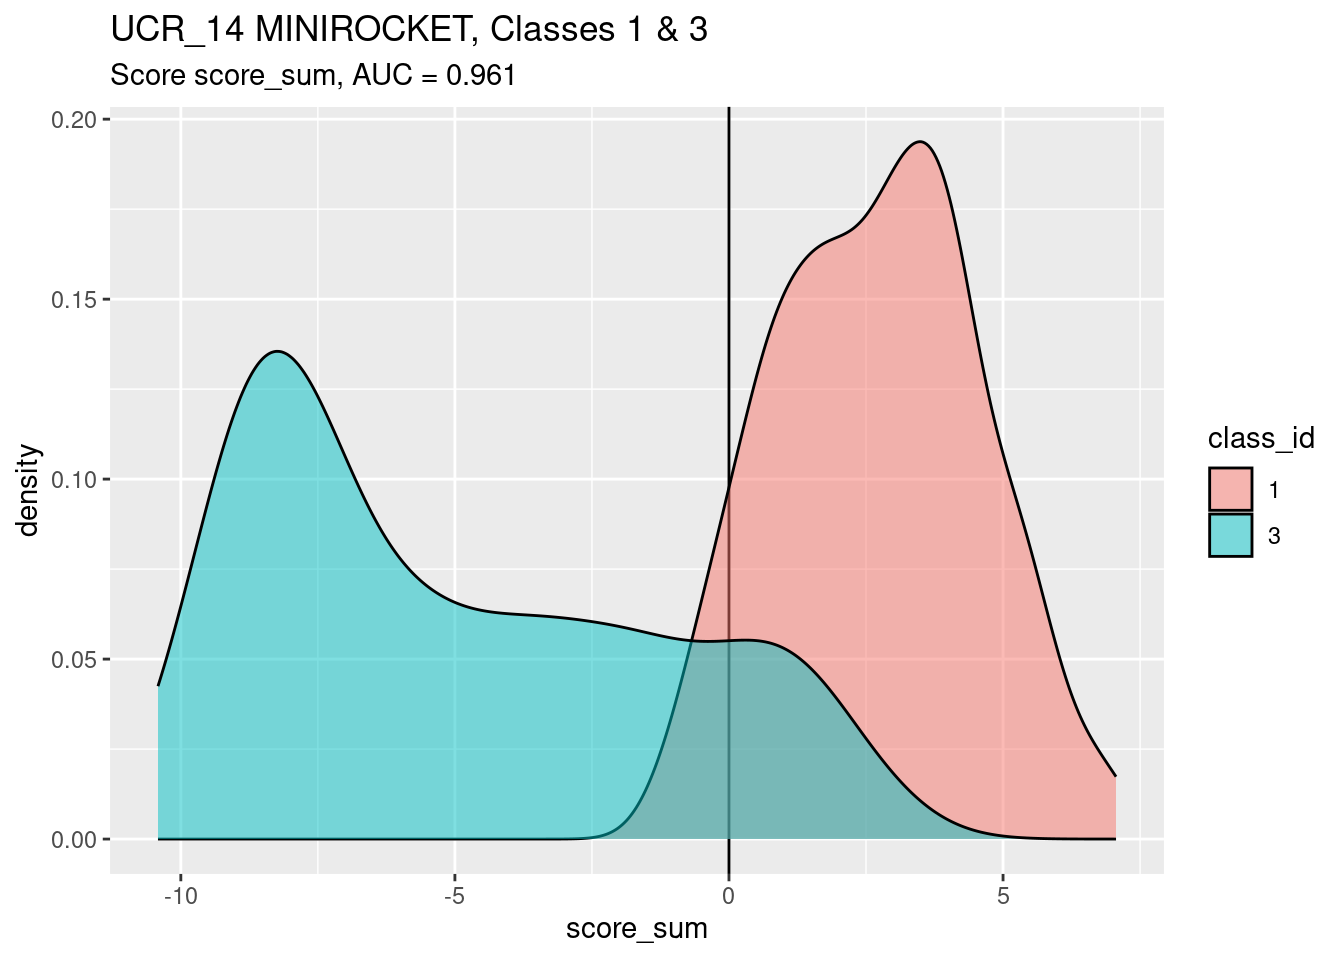 UCR_14 MINIROCKET, Classes 1 & 3
Score score_sum, AUC = 0.961
0.20
0.15
0.10
0.05
0.00
density
-10
-5
0
5
score_sum
class_id
1
3